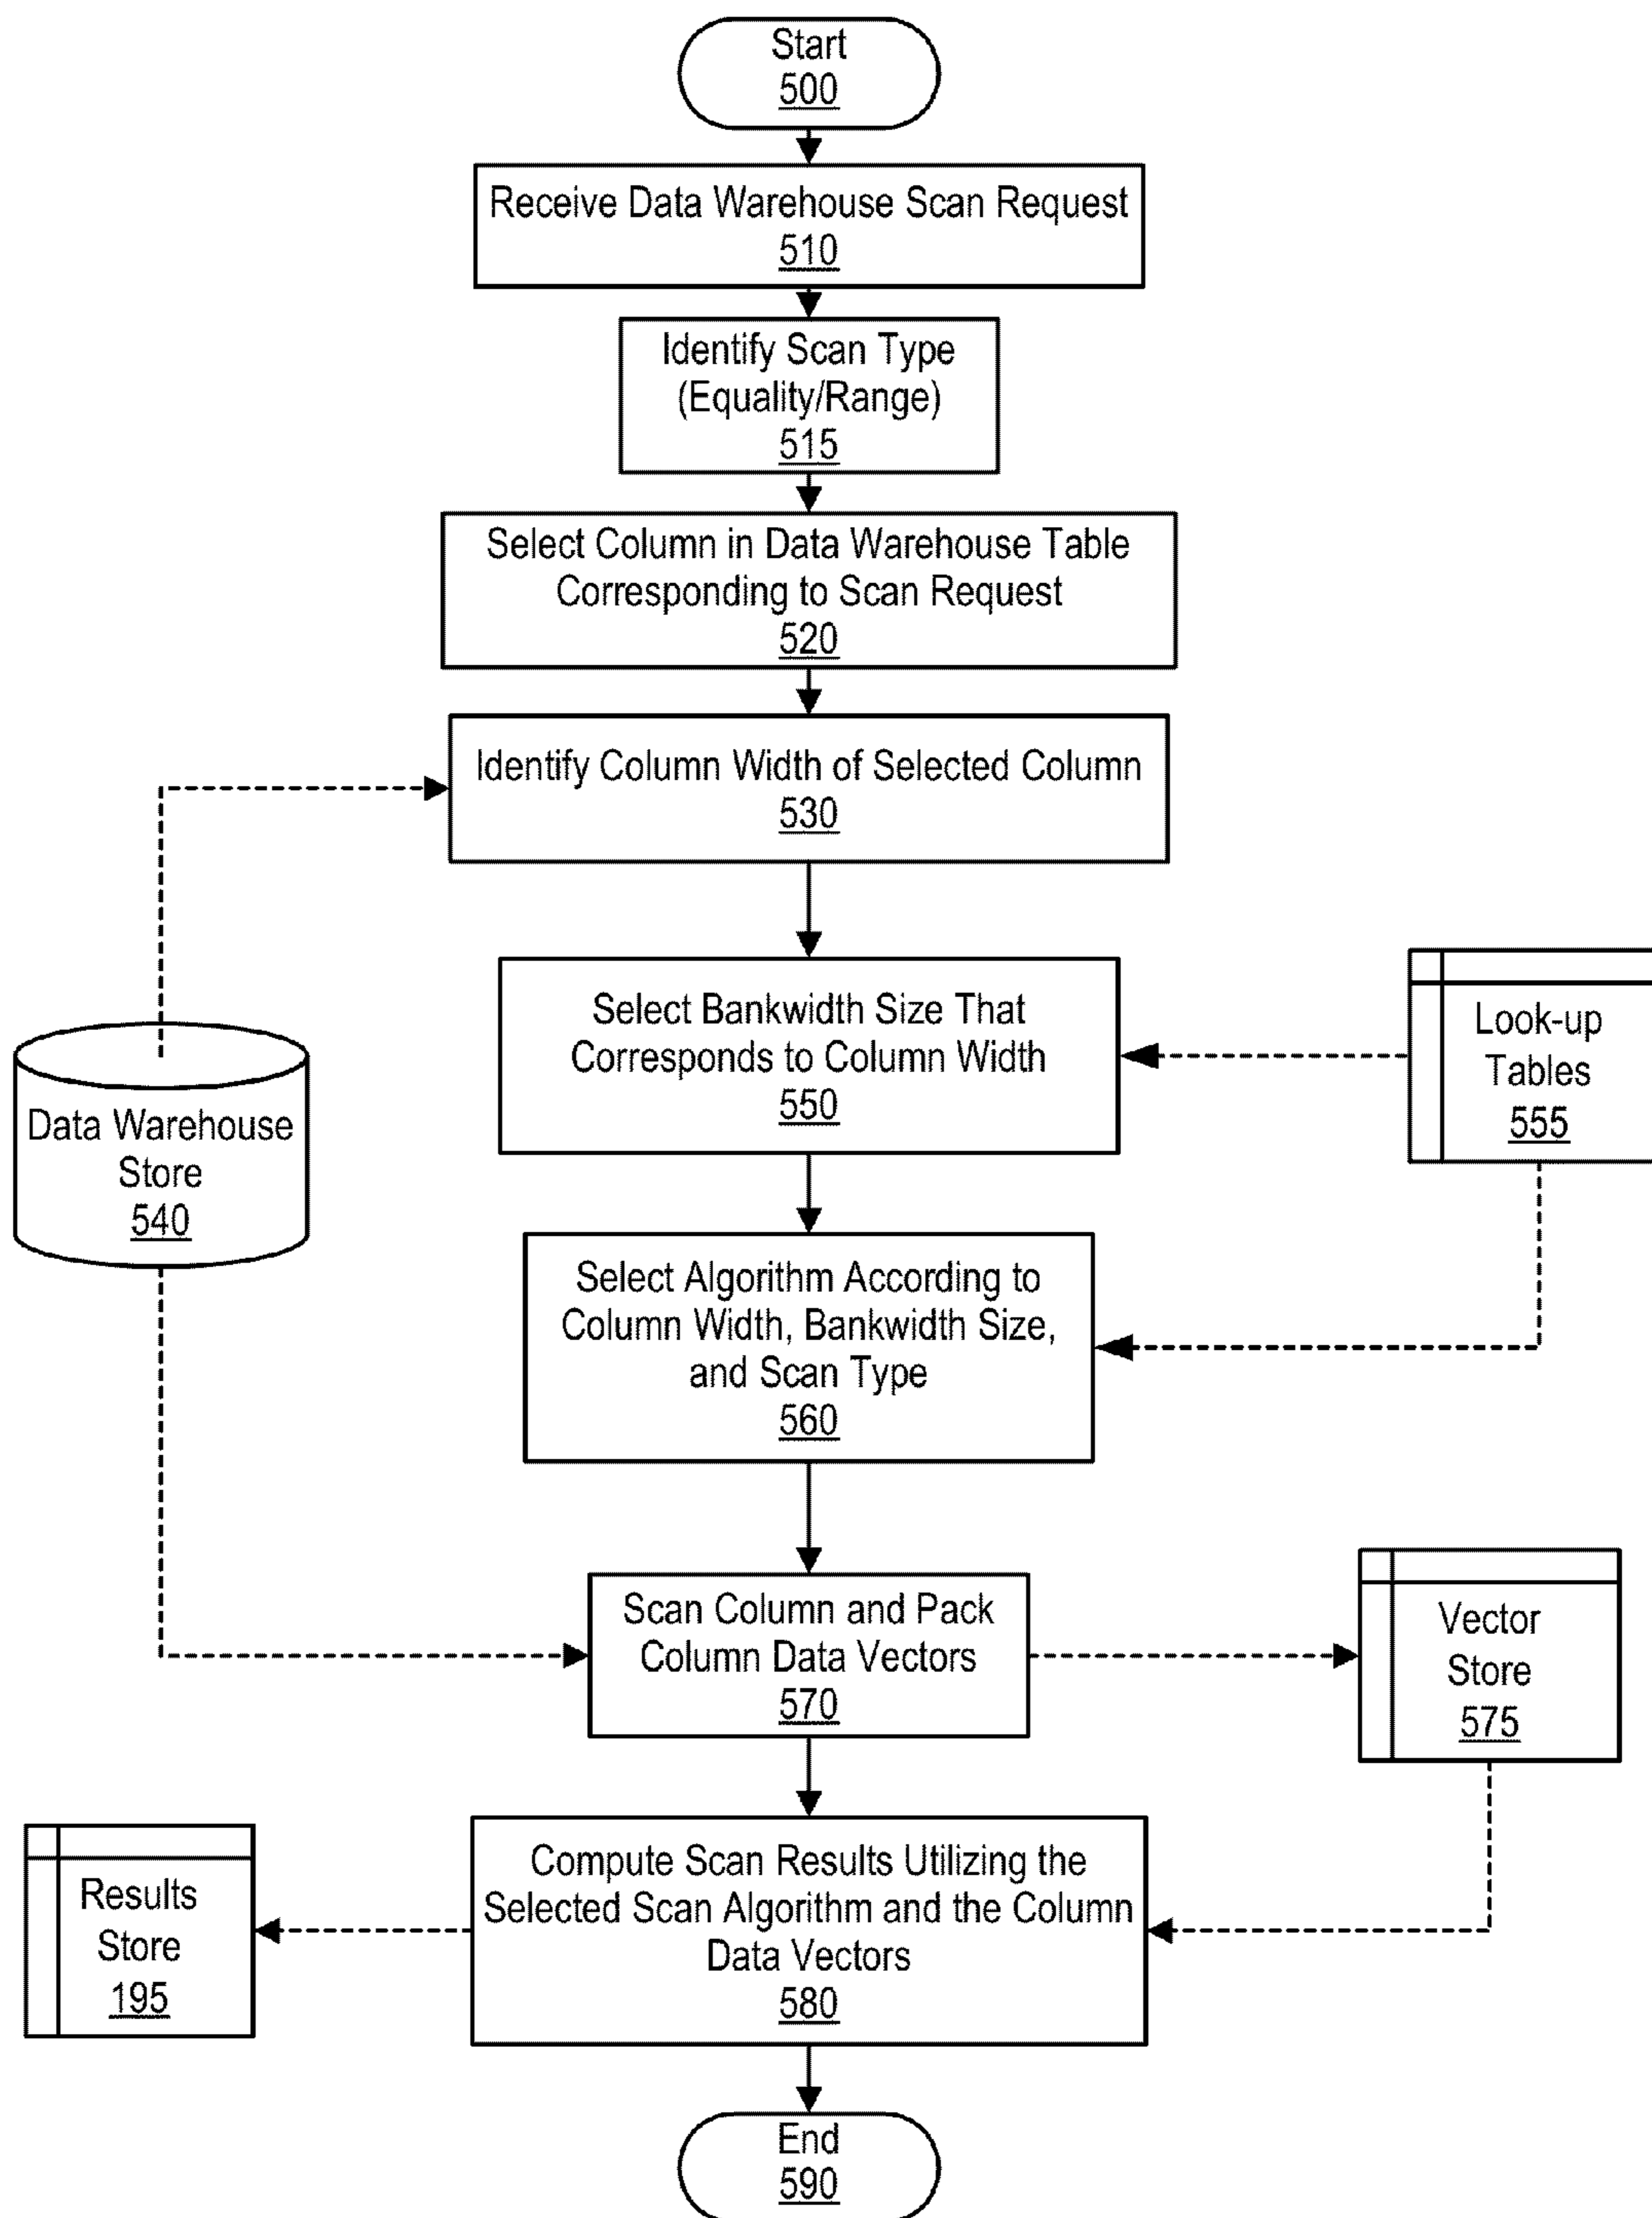 Start
500
Receive Data Warehouse Scan Request
510
Identify Scan Type
(Equality/Range)
515
Select Column in Data Warehouse Table
Corresponding to Scan Request
520
Identify Column Width of Selected Column
530
Select Bankwidth Size That
Corresponds to Column Width
550
Look-up
Tables
555
Data Warehouse
Store
540
Select Algorithm According to
Column Width, Bankwidth Size,
and Scan Type
560
Scan Column and Pack
Column Data Vectors
570
Vector
Store
575
Compute Scan Results Utilizing the
Selected Scan Algorithm and the Column
Data Vectors
580
Results
Store
195
End
590